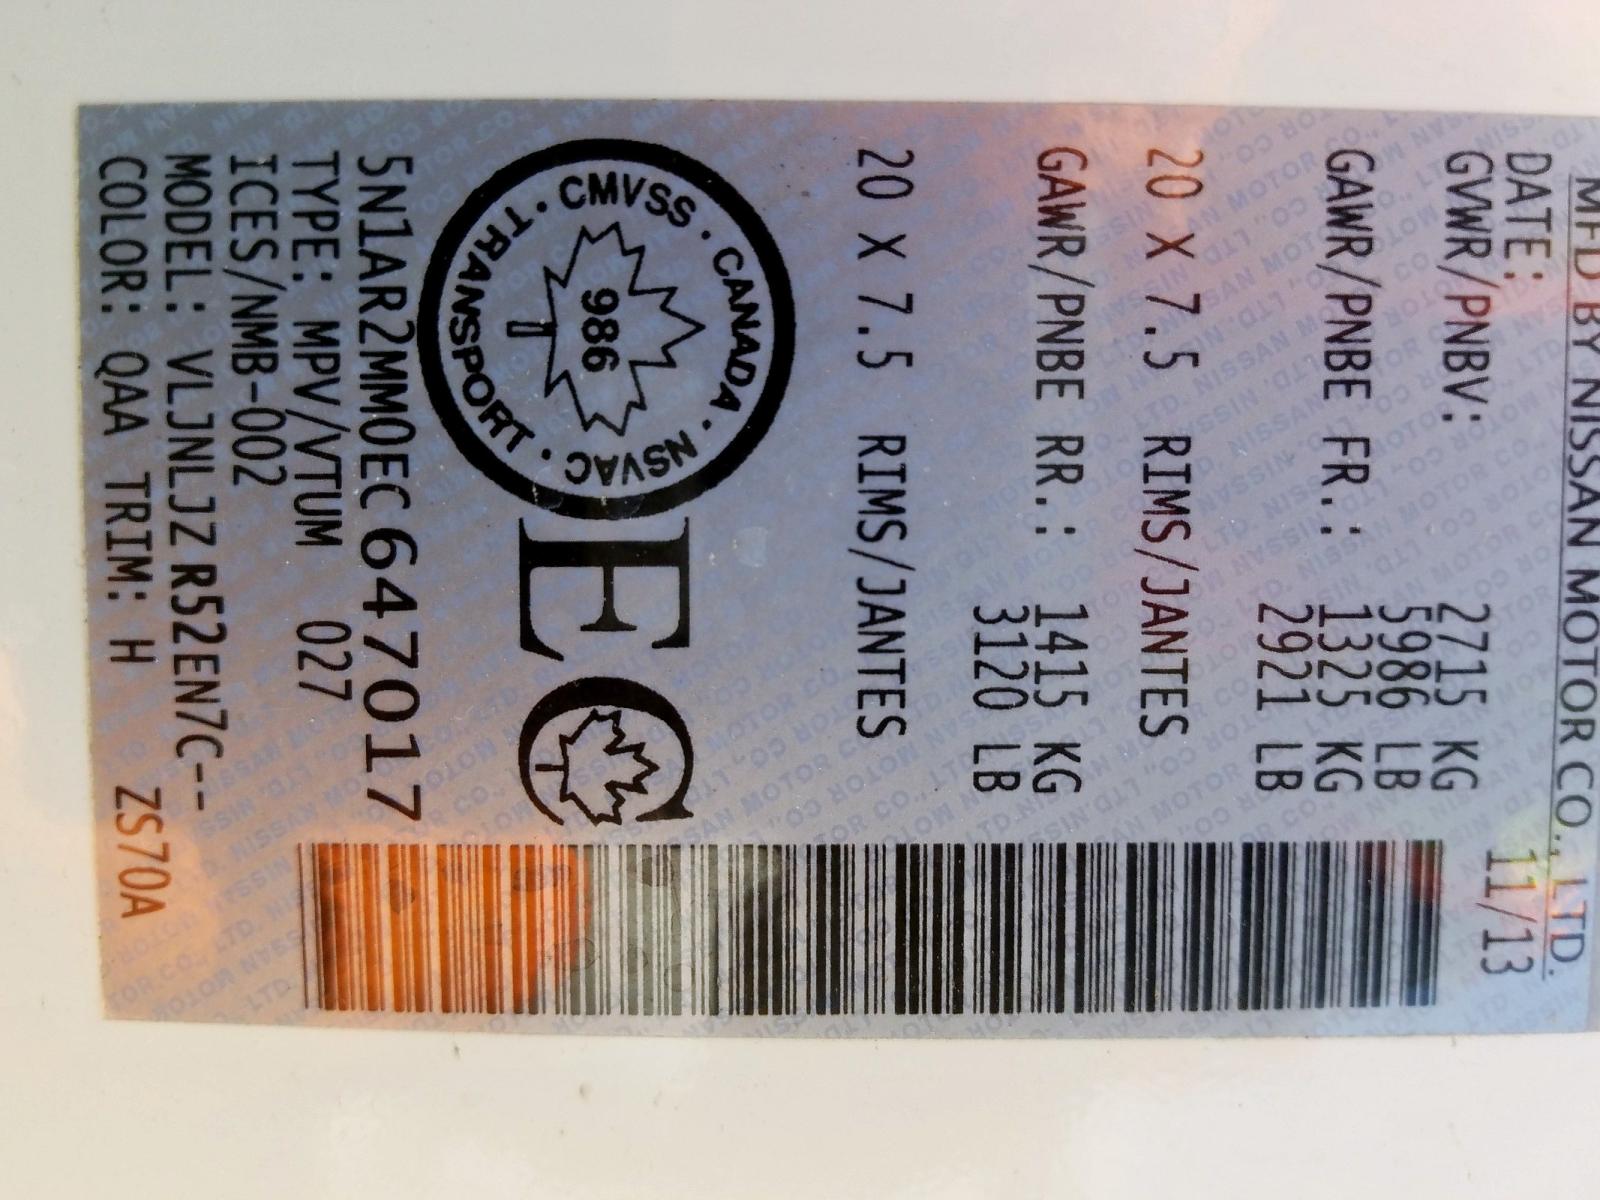 MFD BY NISSAN MOTOR CO., LTD.
DATE: 11/13
GVWR/PNBV: 2715 KG
5986 LB
GAWR/PNBE FR.: 1325 KG
2921 LB
20 X 7.5 RIMS/JANTES
GAWR/PNBE RR.: 1415 KG
3120 LB
20 X 7.5 RIMS/JANTES
CMVSS · CANADA · NSVAC · TRANSPORT ·
986
EC
5N1AR2MM0EC647017
TYPE: MPV/VTUM 027
ICES/NMB-002
MODEL: VLJNLJZ R52EN7C--
COLOR: QAA TRIM: H ZS70A